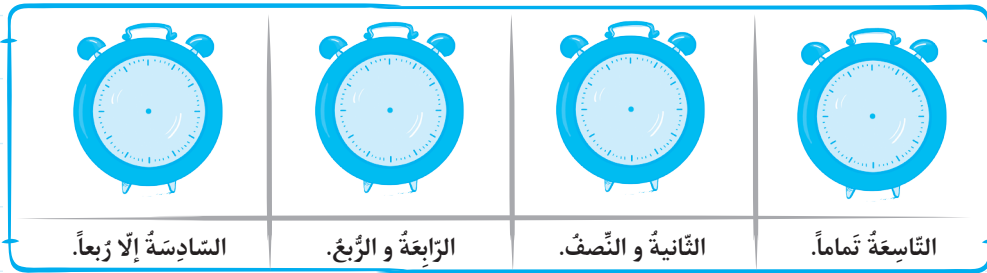 التّاسِعَةُ تَماماً.
الثّانيةُ و النِّصفُ.
الرّابِعَةُ و الرُّبعُ.
السّادِسَةُ إلّا رُبعاً.